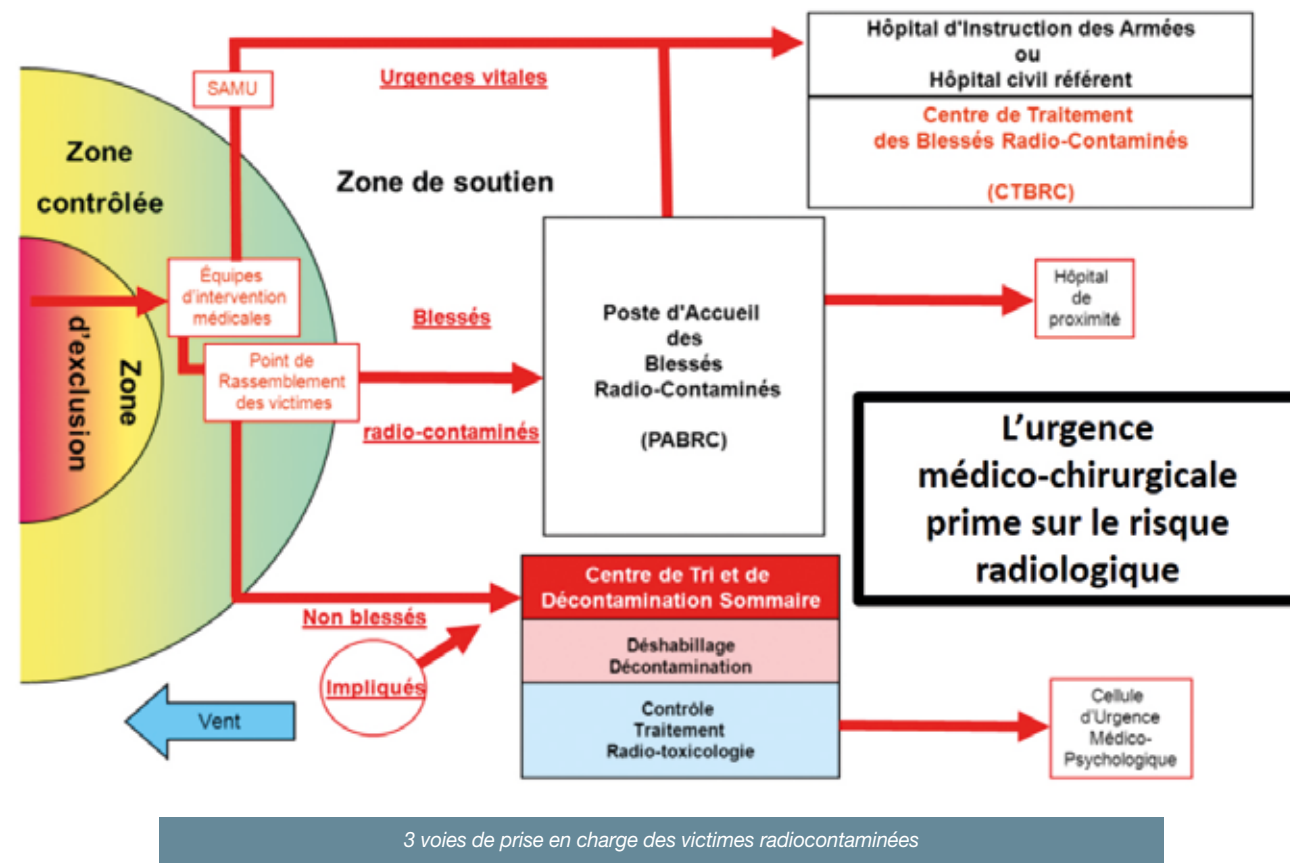 Hôpital d'Instruction des Armées
ou
Hôpital civil référent
Centre de Traitement
des Blessés Radio-Contaminés
(CTBRC)
SAMU
Urgences vitales
Zone
contrôlée
Zone de soutien
Équipes
d'intervention
médicales
Zone
d'exclusion
Point de
Rassemblement
des victimes
Blessés
radio-contaminés
Poste d'Accueil
des
Blessés
Radio-Contaminés
(PABRC)
Hôpital
de
proximité
L'urgence
médico-chirurgicale
prime sur le risque
radiologique
Non blessés
Impliqués
Centre de Tri et de
Décontamination Sommaire
Déshabillage
Décontamination
Contrôle
Traitement
Radio-toxicologie
Vent
Cellule
d'Urgence
Médico-
Psychologique
3 voies de prise en charge des victimes radiocontaminées